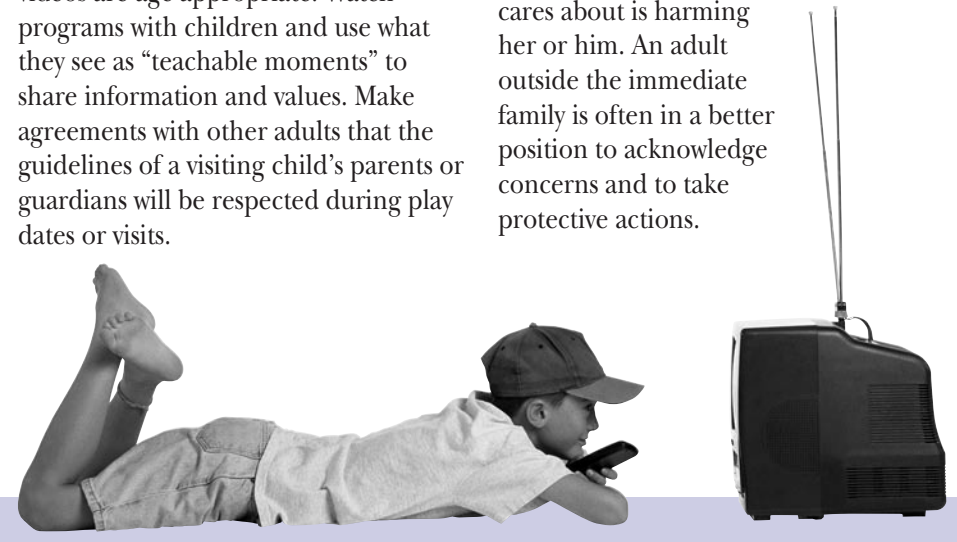 videos are age appropriate. Watch
programs with children and use what
they see as “teachable moments” to
share information and values. Make
agreements with other adults that the
guidelines of a visiting child’s parents or
guardians will be respected during play
dates or visits.
cares about is harming
her or him. An adult
outside the immediate
family is often in a better
position to acknowledge
concerns and to take
protective actions.